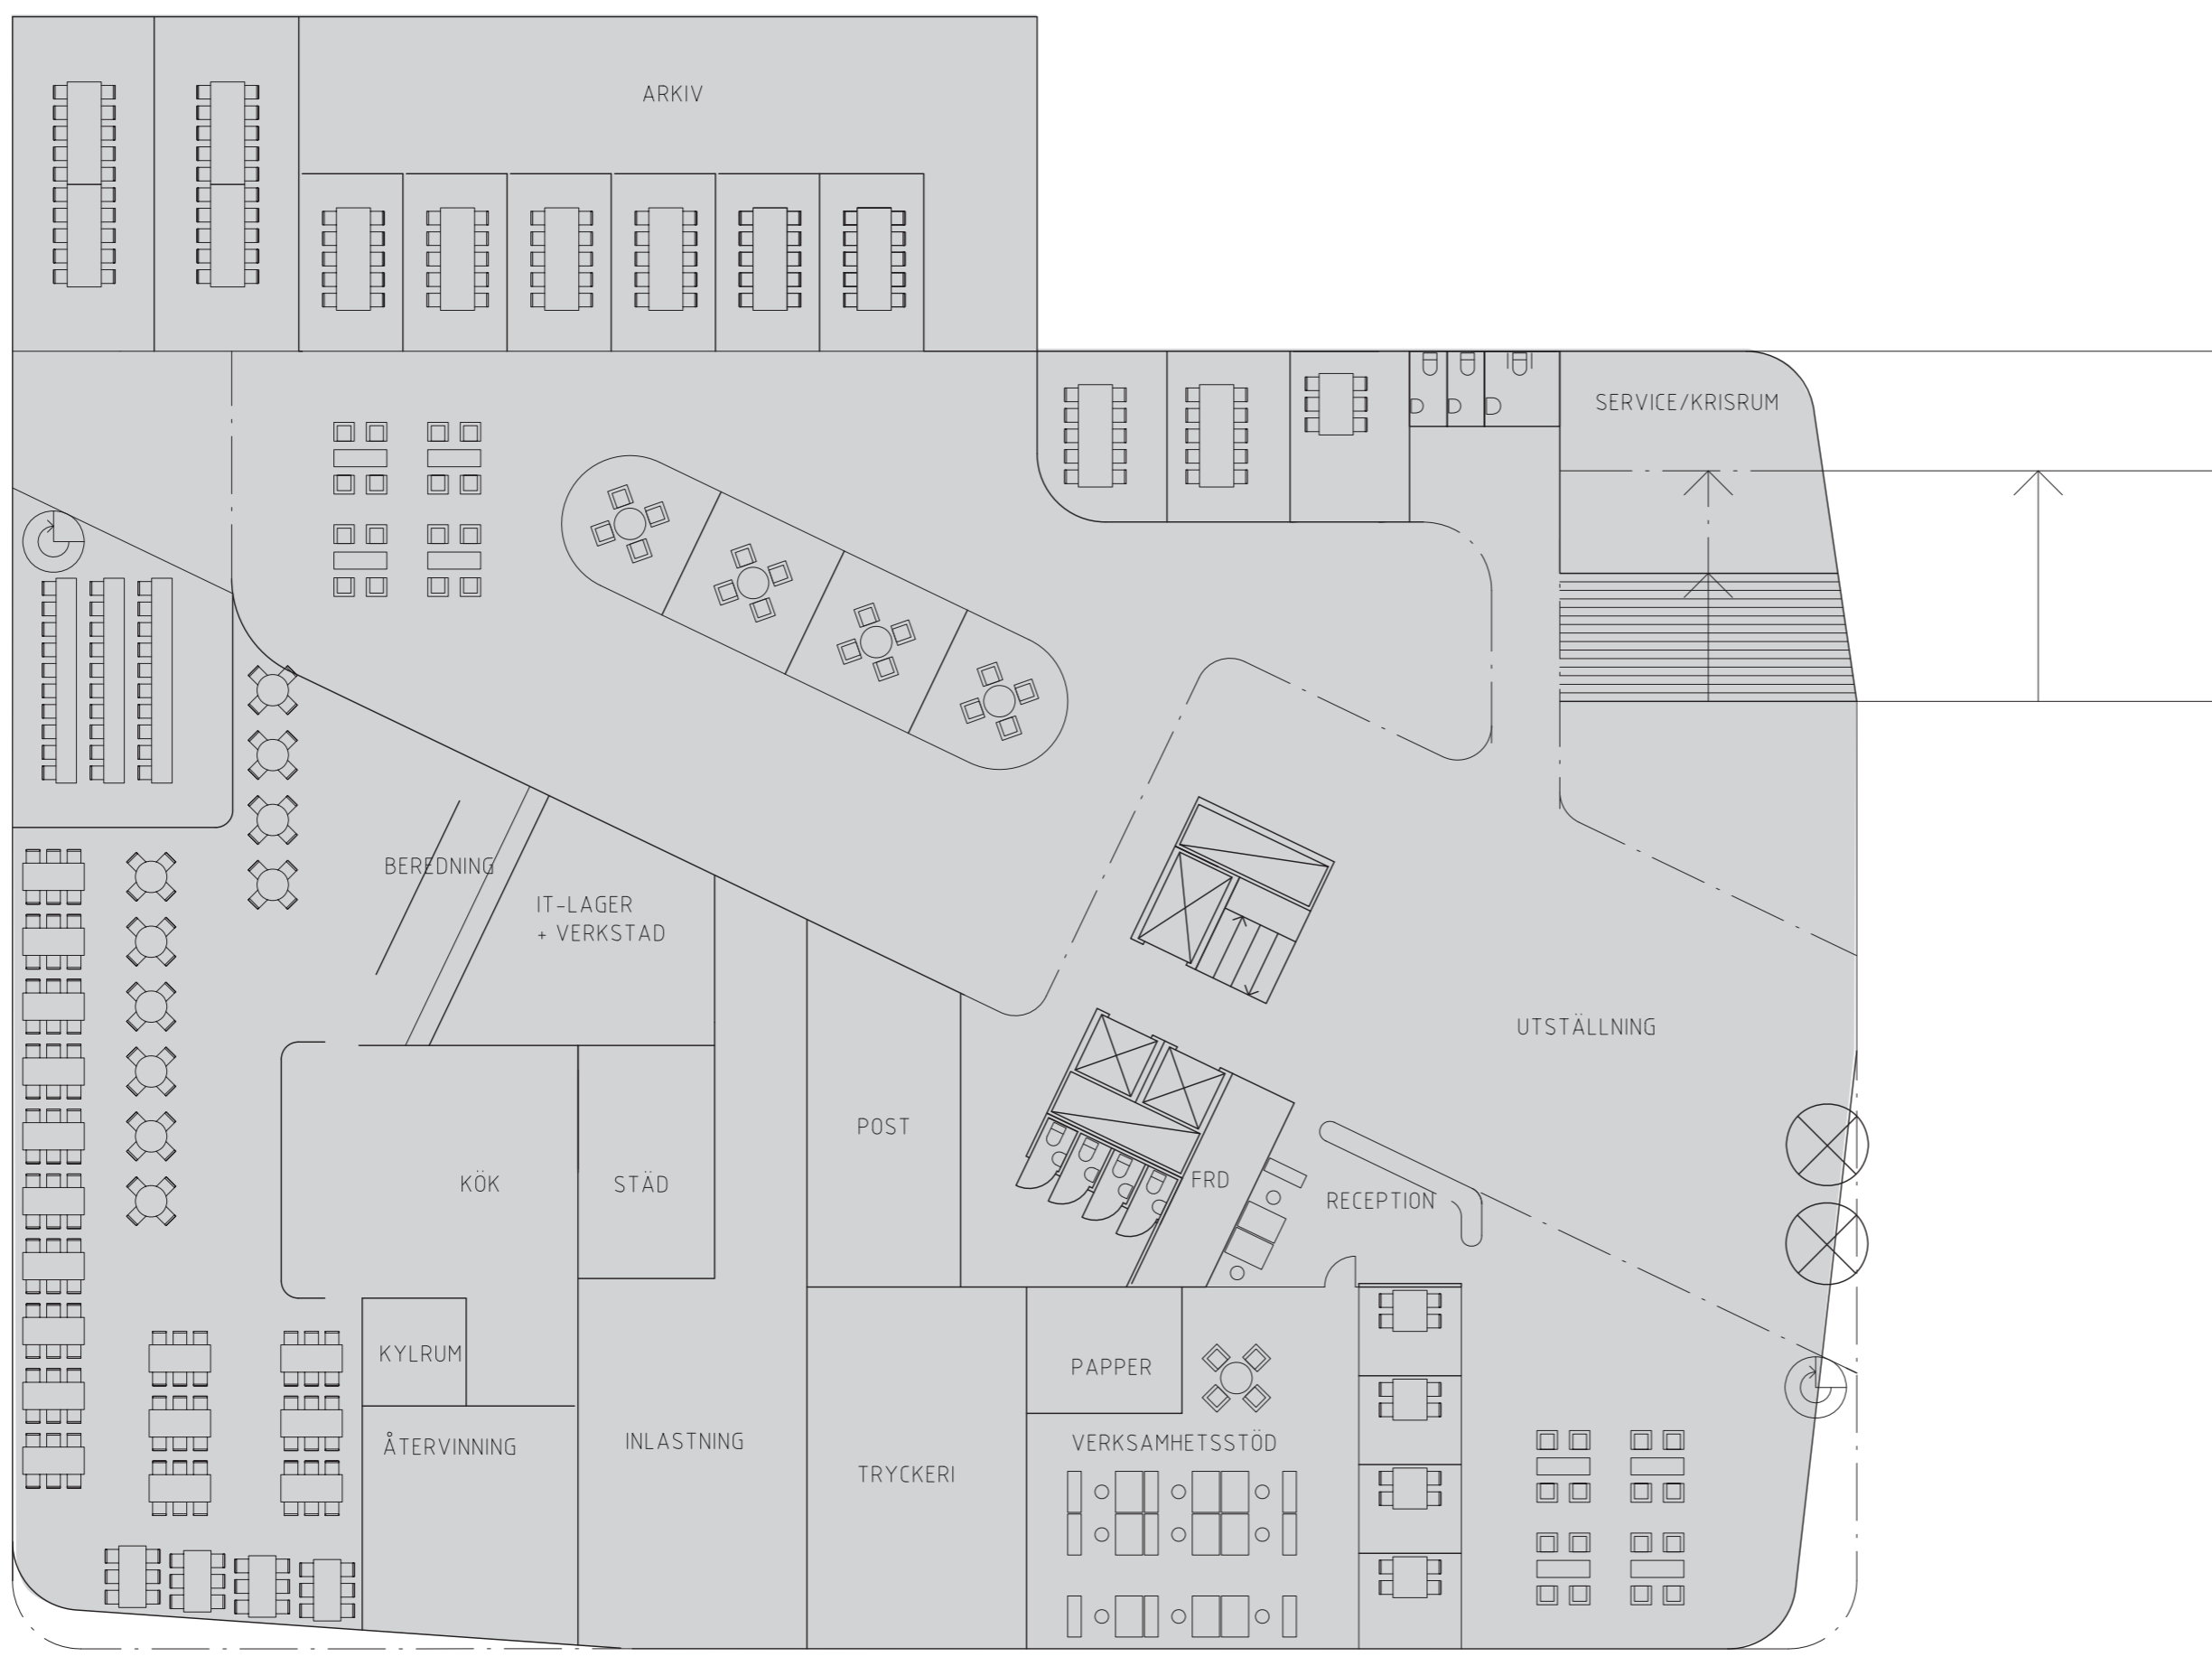 ARKIV
SERVICE/KRISRUM
BEREDNING
IT-LAGER
+ VERKSTAD
UTSTÄLLNING
POST
KÖK
STÄD
FRD
RECEPTION
KYLRUM
PAPPER
ÅTERVINNING
INLASTNING
VERKSAMHETSSTÖD
TRYCKERI